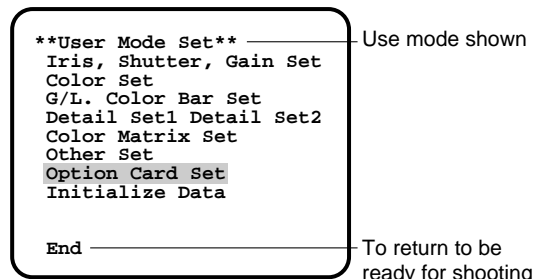 **User Mode Set**
Use mode shown
Iris, Shutter, Gain Set
Color Set
G/L. Color Bar Set
Detail Set1 Detail Set2
Color Matrix Set
Other Set
Option Card Set
Initialize Data
End
To return to be
ready for shooting